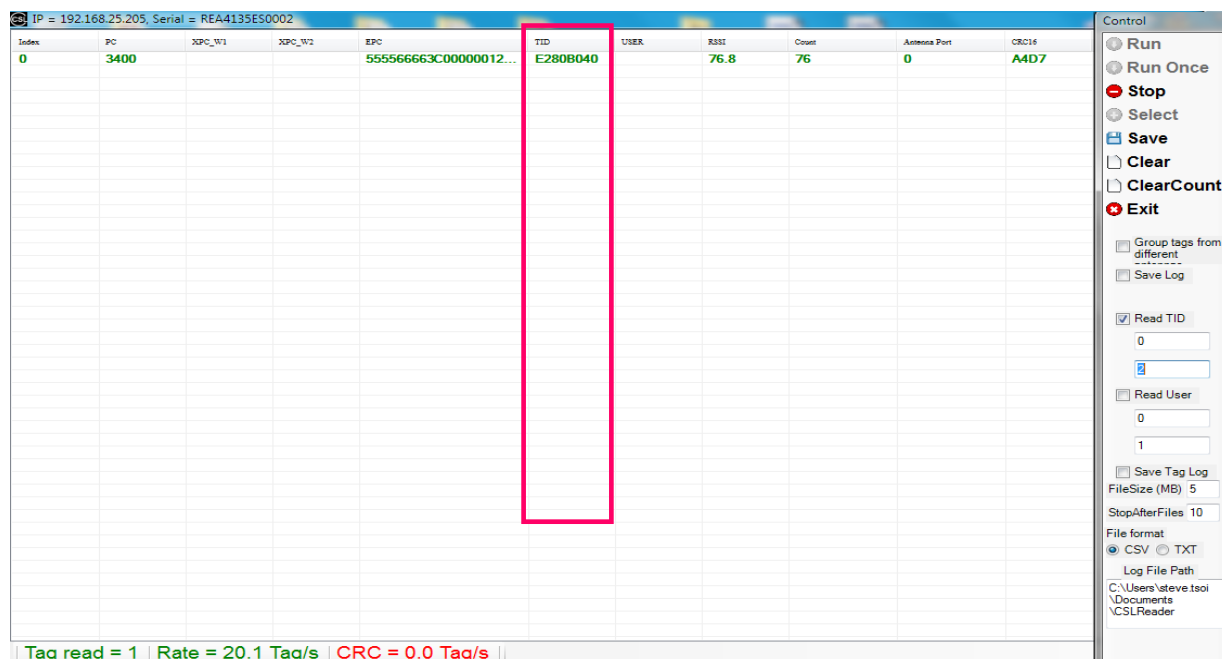 CSL IP = 192.168.25.205, Serial = REA4135ES0002
Index PC XPC_W1 XPC_W2 EPC TID USER RSSI Count Antenna Port CRC16
0 3400 555566663C00000012... E280B040 76.8 76 0 A4D7
Tag read = 1 Rate = 20.1 Tag/s CRC = 0.0 Tag/s
Control
Run
Run Once
Stop
Select
Save
Clear
ClearCount
Exit
Group tags from
different
Save Log
Read TID
0
2
Read User
0
1
Save Tag Log
FileSize (MB) 5
StopAfterFiles 10
File format
CSV TXT
Log File Path
C:\Users\steve.tsoi
\Documents
\CSLReader